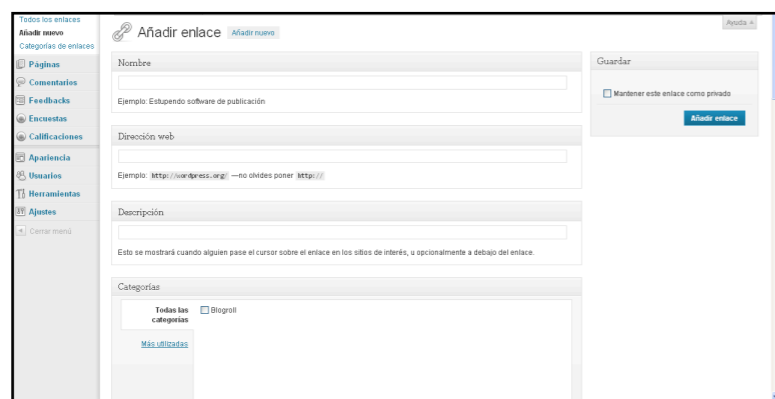 Todos los enlaces
Añadir nuevo
Categorías de enlaces
Páginas
Comentarios
Feedbacks
Encuestas
Calificaciones
Apariencia
Usuarios
Herramientas
Ajustes
Cerrar menú
Ayuda
Añadir enlace Añadir nuevo
Nombre
Ejemplo: Estupendo software de publicación
Dirección web
Ejemplo: http://wordpress.org/ —no olvides poner http://
Descripción
Esto se mostrará cuando alguien pase el cursor sobre el enlace en los sitios de interés, u opcionalmente a debajo del enlace.
Categorías
Todas las
categorías
Blogroll
Más utilizadas
Guardar
Mantener este enlace como privado
Añadir enlace